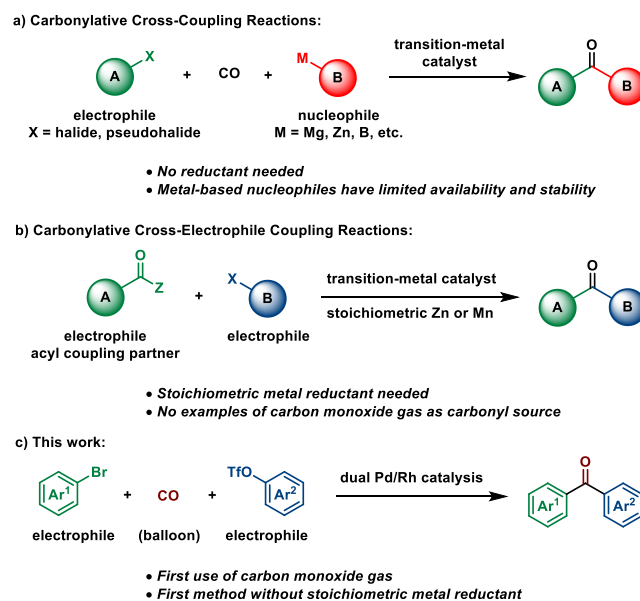 a) Carbonylative Cross-Coupling Reactions:
A X + CO + M B transition-metal catalyst O A B
electrophile
X = halide, pseudohalide
nucleophile
M = Mg, Zn, B, etc.
• No reductant needed
• Metal-based nucleophiles have limited availability and stability
b) Carbonylative Cross-Electrophile Coupling Reactions:
O A Z + X B transition-metal catalyst O A B
stoichiometric Zn or Mn
electrophile
acyl coupling partner
electrophile
• Stoichiometric metal reductant needed
• No examples of carbon monoxide gas as carbonyl source
c) This work:
Br Ar1 + CO + TfO Ar2 dual Pd/Rh catalysis O Ar1 Ar2
electrophile (balloon) electrophile
• First use of carbon monoxide gas
• First method without stoichiometric metal reductant